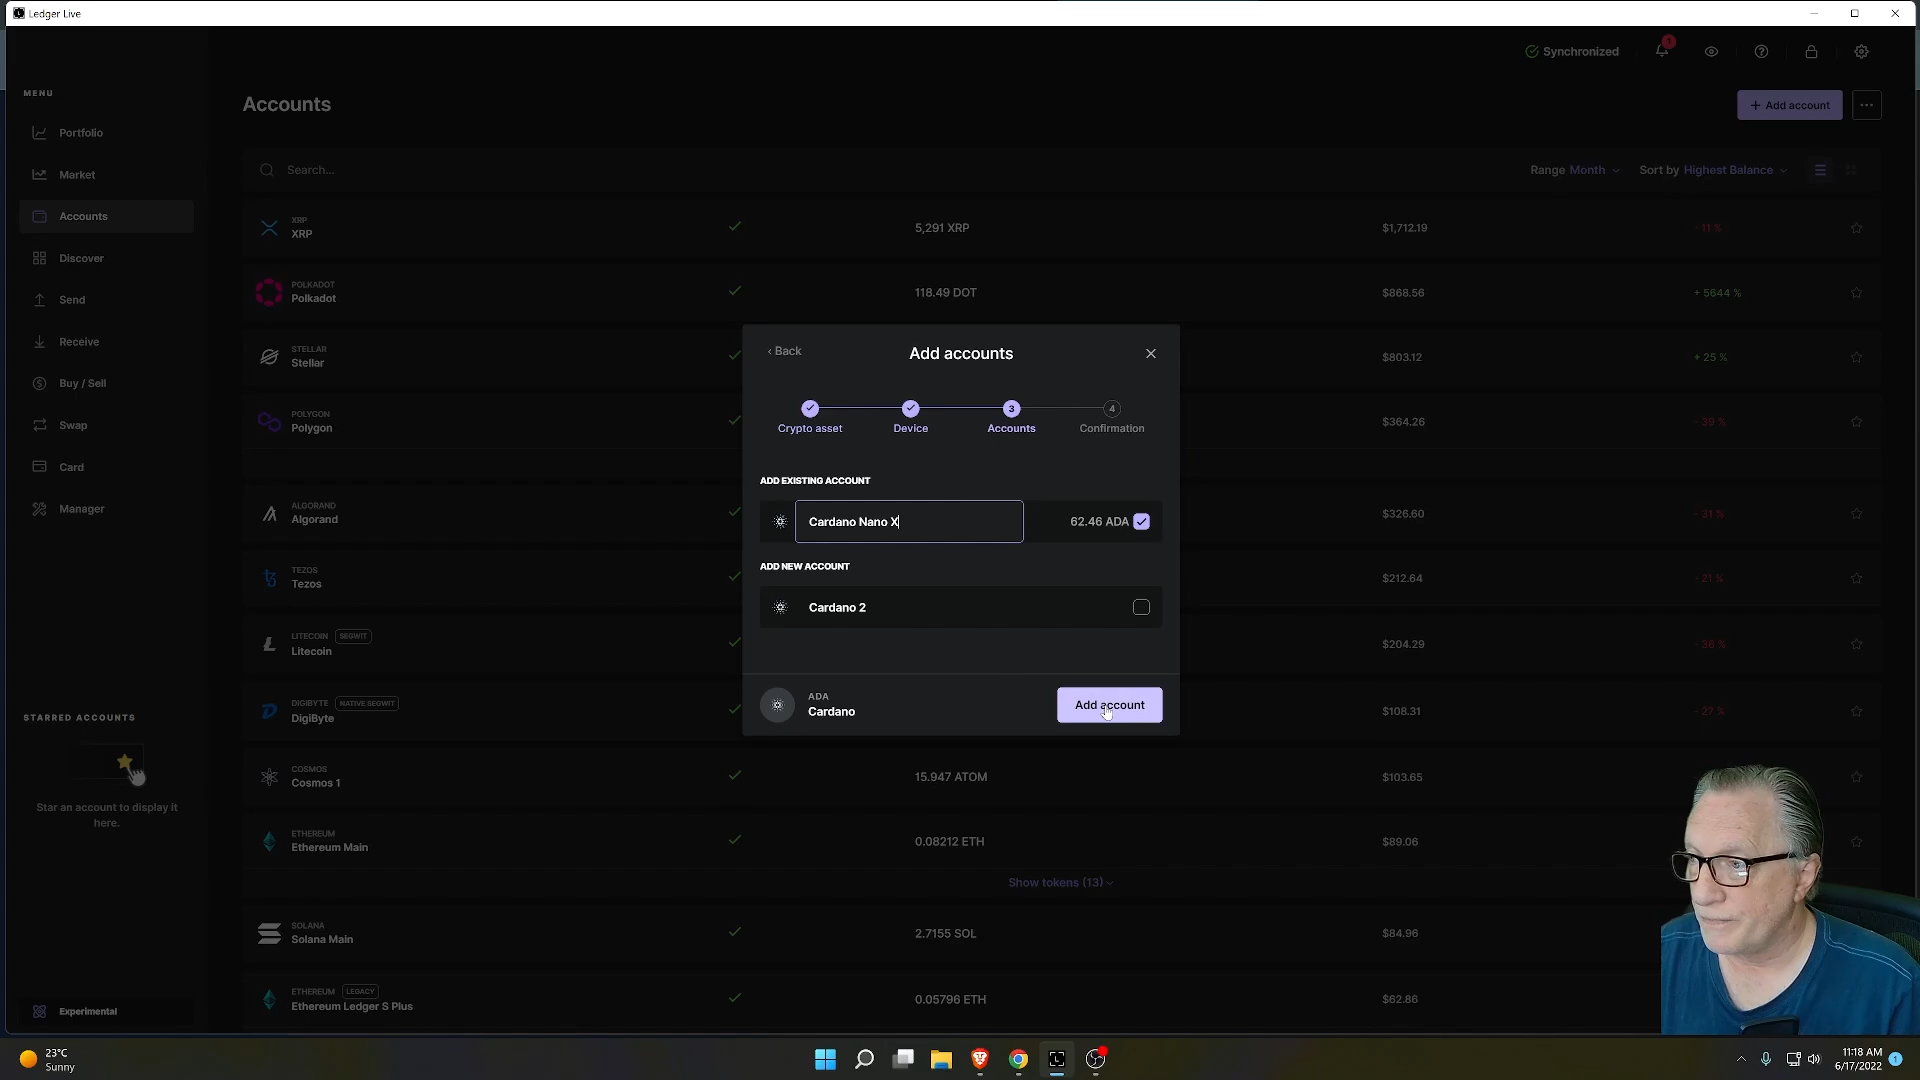 Ledger Live
Synchronized
1
MENU
Portfolio
Market
Accounts
Discover
Send
Receive
Buy / Sell
Swap
Card
Manager
STARRED ACCOUNTS
Star an account to display it
here.
Experimental
Accounts
+ Add account
Search...
Range Month
Sort by Highest Balance
XRP
XRP
5,291 XRP
$1,712.19
- 11 %
POLKADOT
Polkadot
118.49 DOT
$868.56
+ 5644 %
STELLAR
Stellar
$803.12
+ 25 %
POLYGON
Polygon
$364.26
- 39 %
ALGORAND
Algorand
$326.60
- 31 %
TEZOS
Tezos
$212.64
- 21 %
LITECOIN SEGWIT
Litecoin
$204.29
- 36 %
DIGIBYTE NATIVE SEGWIT
DigiByte
$108.31
- 27 %
COSMOS
Cosmos 1
15.947 ATOM
$103.65
ETHEREUM
Ethereum Main
0.08212 ETH
$89.06
Show tokens (13)
SOLANA
Solana Main
2.7155 SOL
$84.96
ETHEREUM LEGACY
Ethereum Ledger S Plus
0.05796 ETH
$62.86
‹ Back
Add accounts
3
4
Crypto asset
Device
Accounts
Confirmation
ADD EXISTING ACCOUNT
Cardano Nano X
62.46 ADA
ADD NEW ACCOUNT
Cardano 2
ADA
Cardano
Add account
23°C
Sunny
11:18 AM
6/17/2022
1